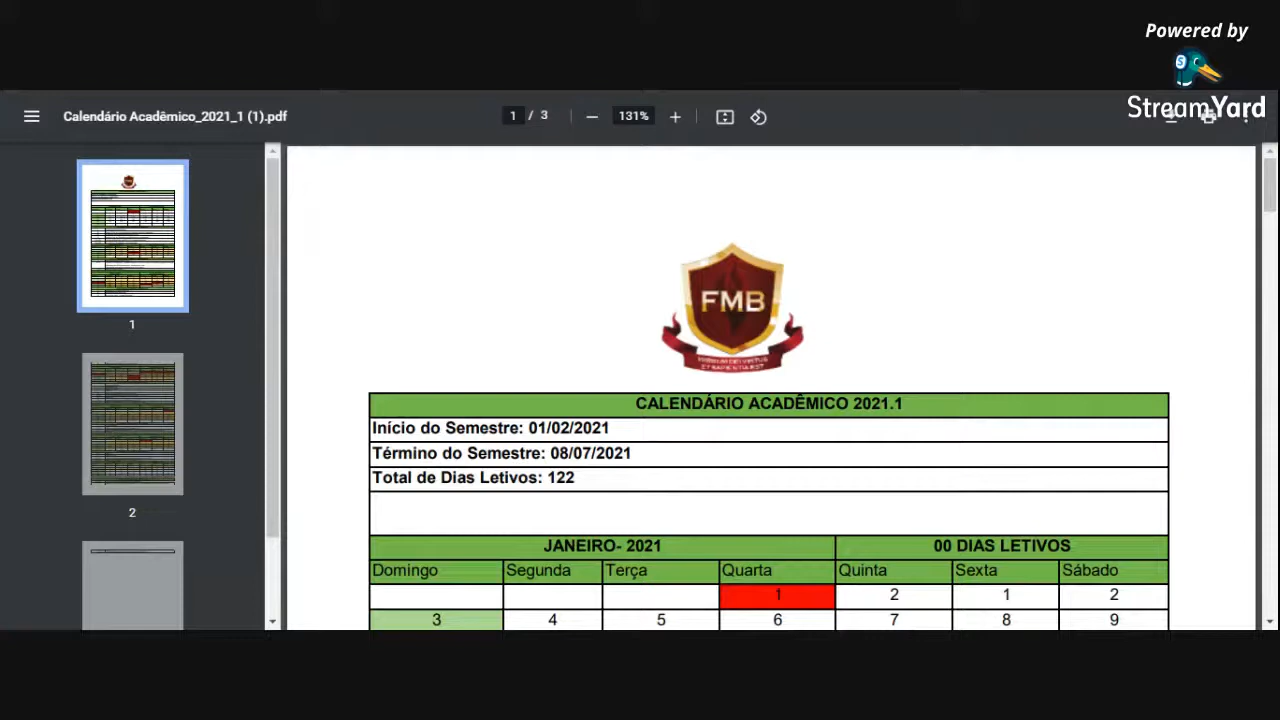 Powered by
StreamYard
Calendário Acadêmico_2021_1 (1).pdf
1 / 3
131%
1
2
FMB
CALENDÁRIO ACADÊMICO 2021.1
Início do Semestre: 01/02/2021
Término do Semestre: 08/07/2021
Total de Dias Letivos: 122
JANEIRO- 2021 00 DIAS LETIVOS
Domingo Segunda Terça Quarta Quinta Sexta Sábado
1 2 1 2
3 4 5 6 7 8 9